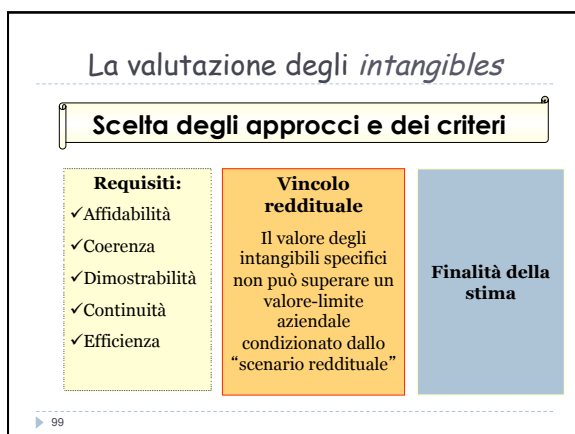 La valutazione degli intangibles
Scelta degli approcci e dei criteri
Requisiti:
✓Affidabilità
✓Coerenza
✓Dimostrabilità
✓Continuità
✓Efficienza
Vincolo
reddituale
Il valore degli
intangibili specifici
non può superare un
valore-limite
aziendale
condizionato dallo
“scenario reddituale”
Finalità della
stima
99